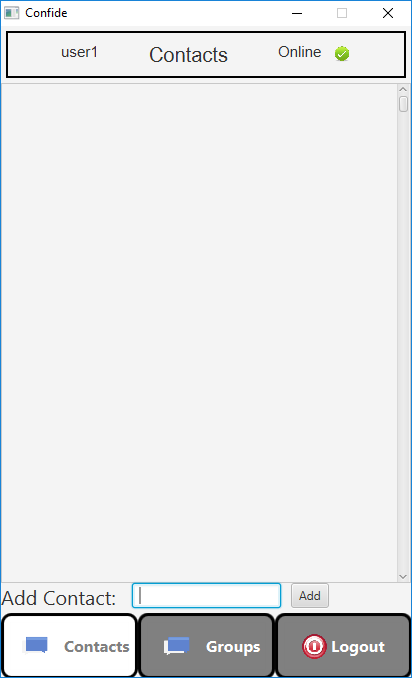 Confide
user1 Contacts Online
Add Contact: Add
Contacts Groups Logout